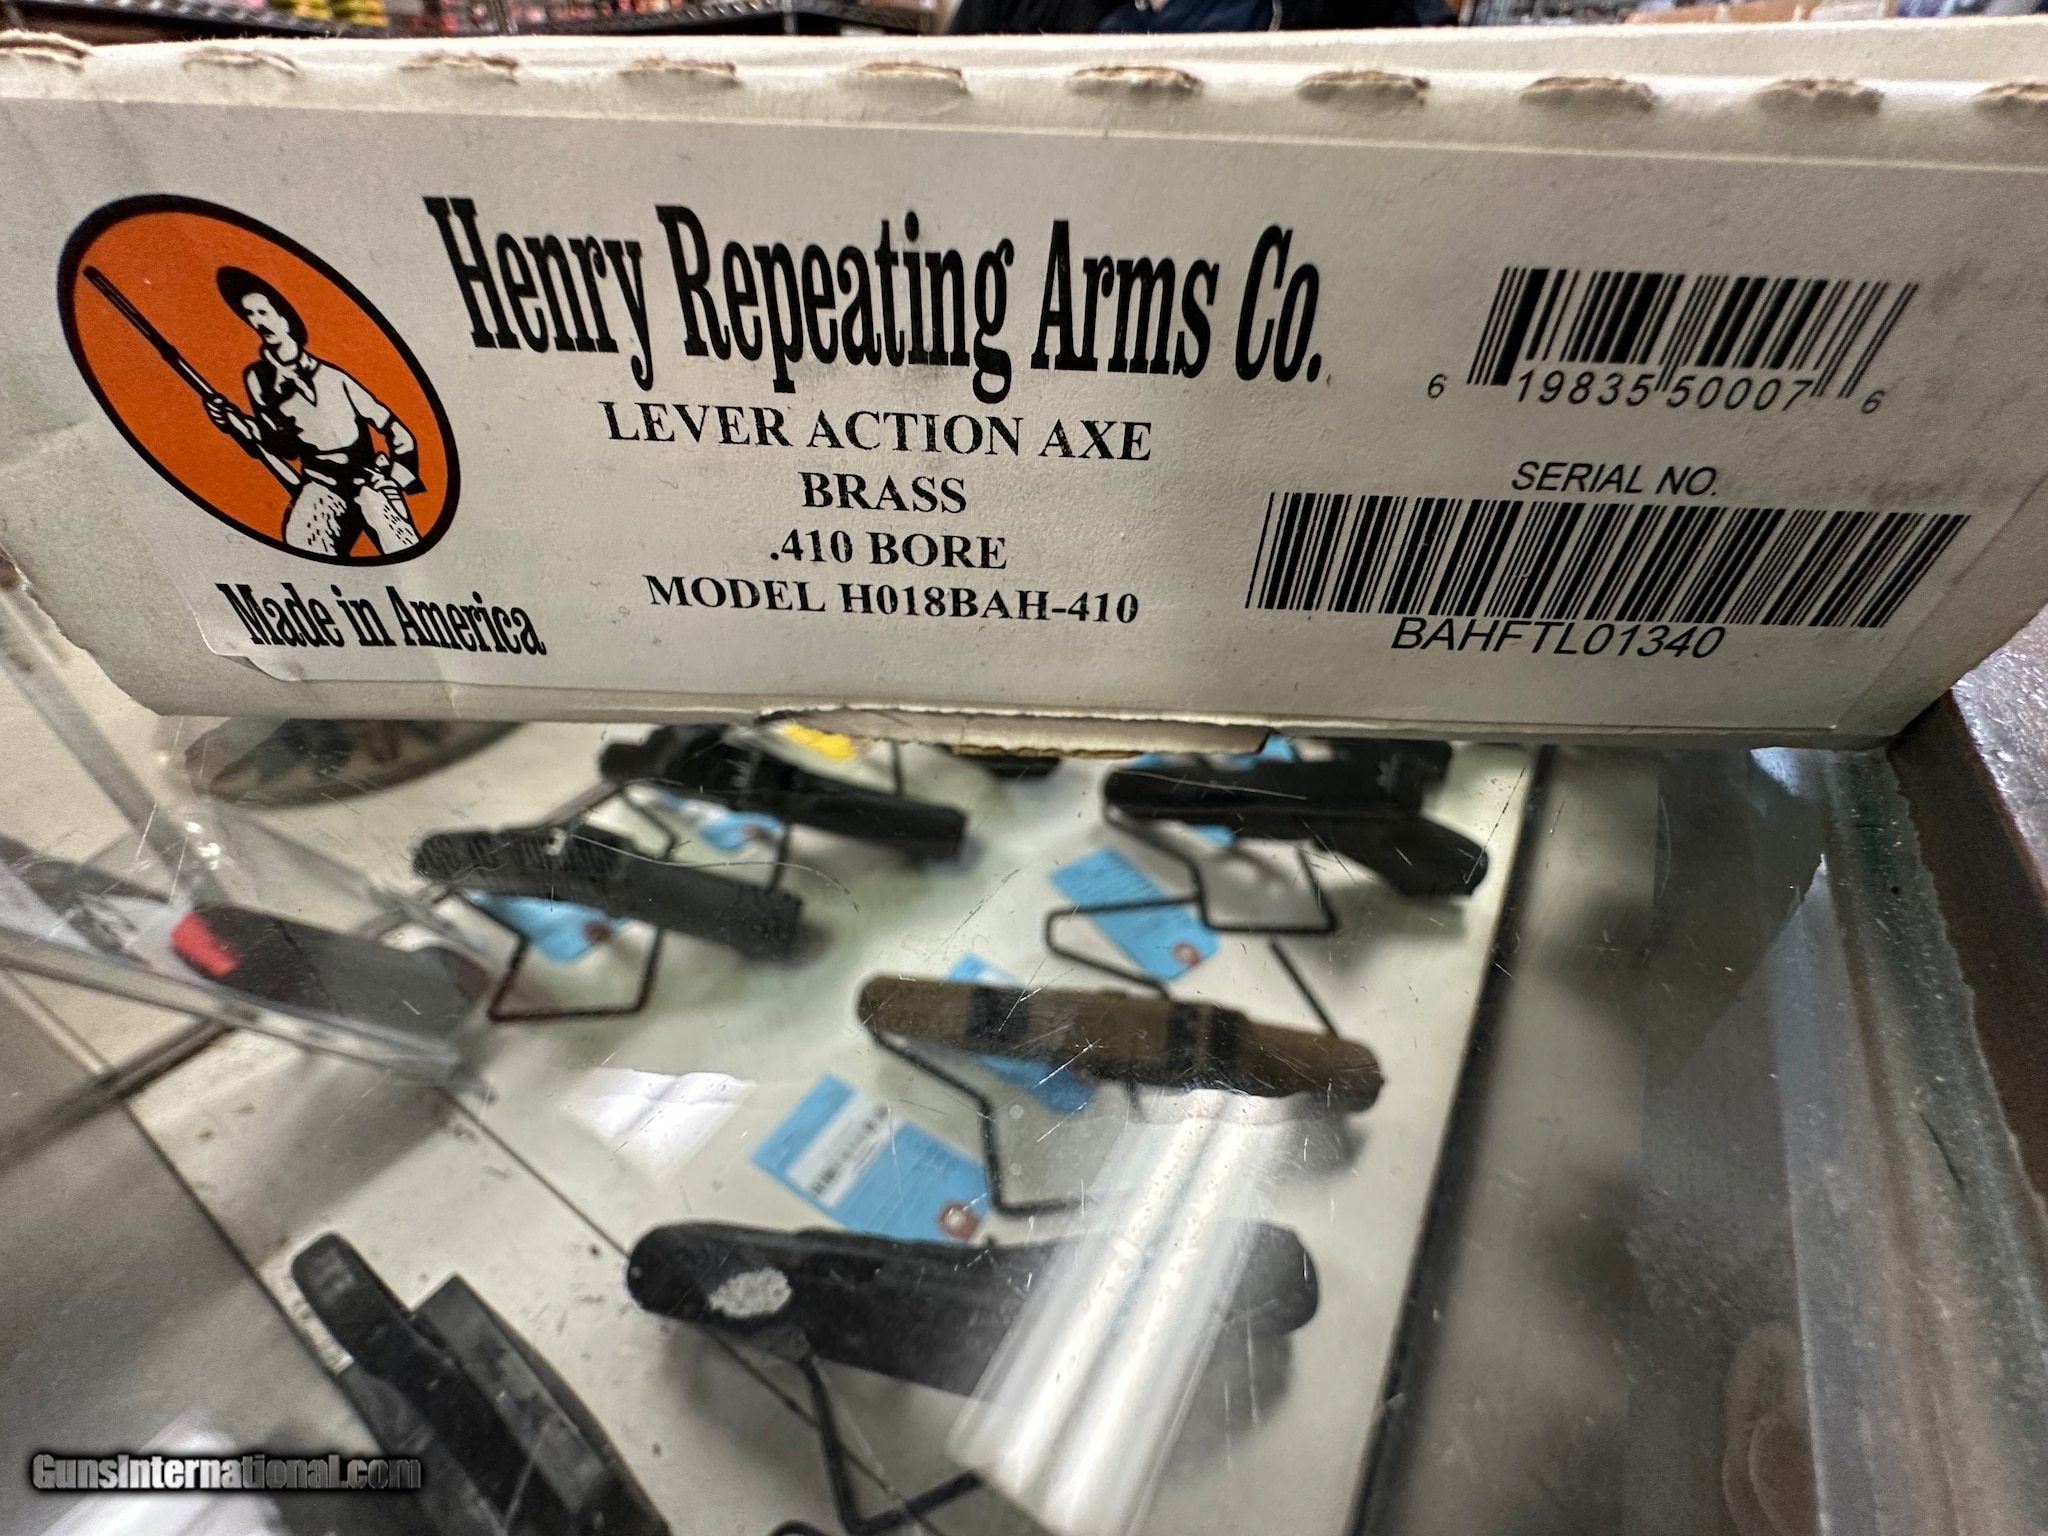 Henry Repeating Arms Co.
LEVER ACTION AXE
BRASS
.410 BORE
MODEL H018BAH-410
Made in America
6 19835 50007 6
SERIAL NO.
BAHFTL01340
GunsInternational.com